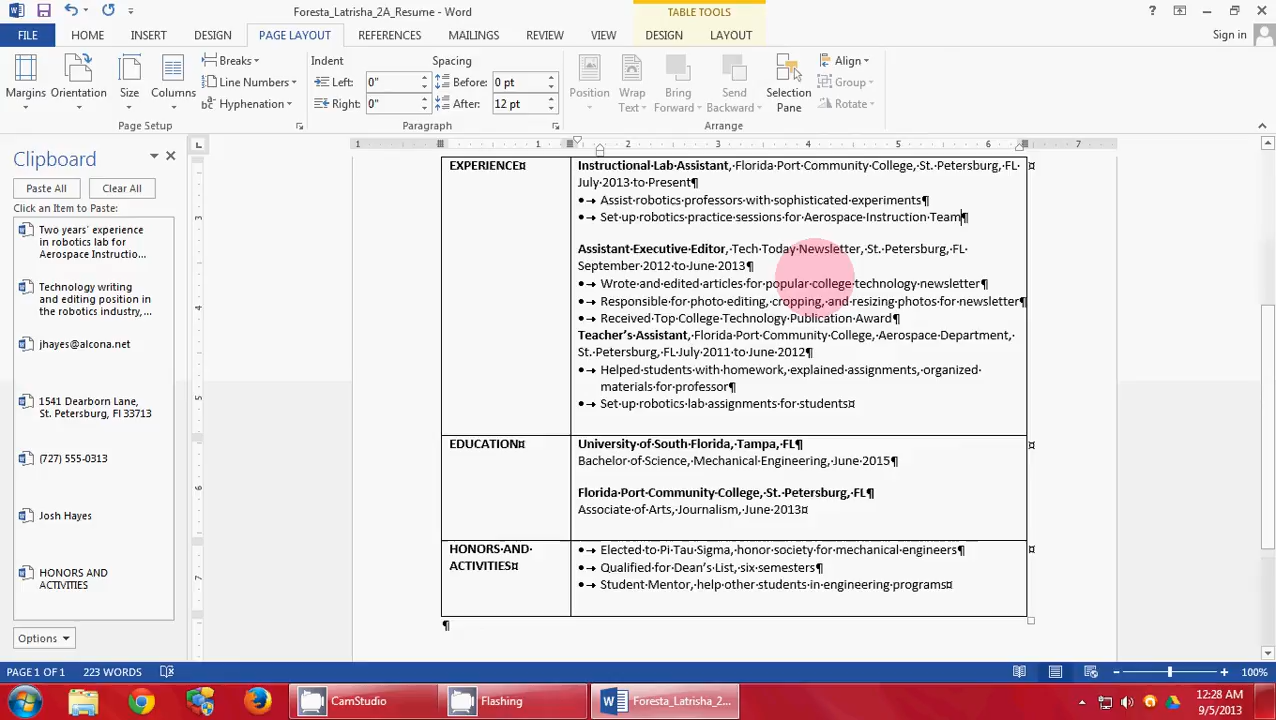 Foresta_Latrisha_2A_Resume - Word
TABLE TOOLS
?
FILE
HOME
INSERT
DESIGN
PAGE LAYOUT
REFERENCES
MAILINGS
REVIEW
VIEW
DESIGN
LAYOUT
Sign in
Margins
Orientation
Size
Columns
Breaks
Line Numbers
Hyphenation
Page Setup
Indent
Left: 0"
Right: 0"
Spacing
Before: 0 pt
After: 12 pt
Paragraph
Position
Wrap
Text
Bring
Forward
Send
Backward
Selection
Pane
Align
Group
Rotate
Arrange
1 1 2 3 4 5 6 7
Clipboard
Paste All
Clear All
Click an Item to Paste:
Two years' experience
in robotics lab for
Aerospace Instructio...
Technology writing
and editing position in
the robotics industry,...
jhayes@alcona.net
1541 Dearborn Lane,
St. Petersburg, Fl 33713
(727) 555-0313
Josh Hayes
HONORS AND
ACTIVITIES
Options
3
4
5
6
7
EXPERIENCE¤
Instructional·Lab·Assistant,·Florida·Port·Community·College,·St.·Petersburg,·FL·
July·2013·to·Present¶
•→Assist·robotics·professors·with·sophisticated·experiments¶
•→Set·up·robotics·practice·sessions·for·Aerospace·Instruction·Team¶
Assistant·Executive·Editor,·Tech·Today·Newsletter,·St.·Petersburg,·FL·
September·2012·to·June·2013¶
•→Wrote·and·edited·articles·for·popular·college·technology·newsletter¶
•→Responsible·for·photo·editing,·cropping,·and·resizing·photos·for·newsletter¶
•→Received·Top·College·Technology·Publication·Award¶
Teacher's·Assistant,·Florida·Port·Community·College,·Aerospace·Department,·
St.·Petersburg,·FL·July·2011·to·June·2012¶
•→Helped·students·with·homework,·explained·assignments,·organized·
materials·for·professor¶
•→Set·up·robotics·lab·assignments·for·students¤
¤
EDUCATION¤
University·of·South·Florida,·Tampa,·FL¶
Bachelor·of·Science,·Mechanical·Engineering,·June·2015¶
Florida·Port·Community·College,·St.·Petersburg,·FL¶
Associate·of·Arts,·Journalism,·June·2013¤
¤
HONORS·AND·
ACTIVITIES¤
•→Elected·to·Pi·Tau·Sigma,·honor·society·for·mechanical·engineers¶
•→Qualified·for·Dean's·List,·six·semesters¶
•→Student·Mentor,·help·other·students·in·engineering·programs¤
¤
¶
PAGE 1 OF 1
223 WORDS
100%
CamStudio
Flashing
Foresta_Latrisha_2...
12:28 AM
9/5/2013